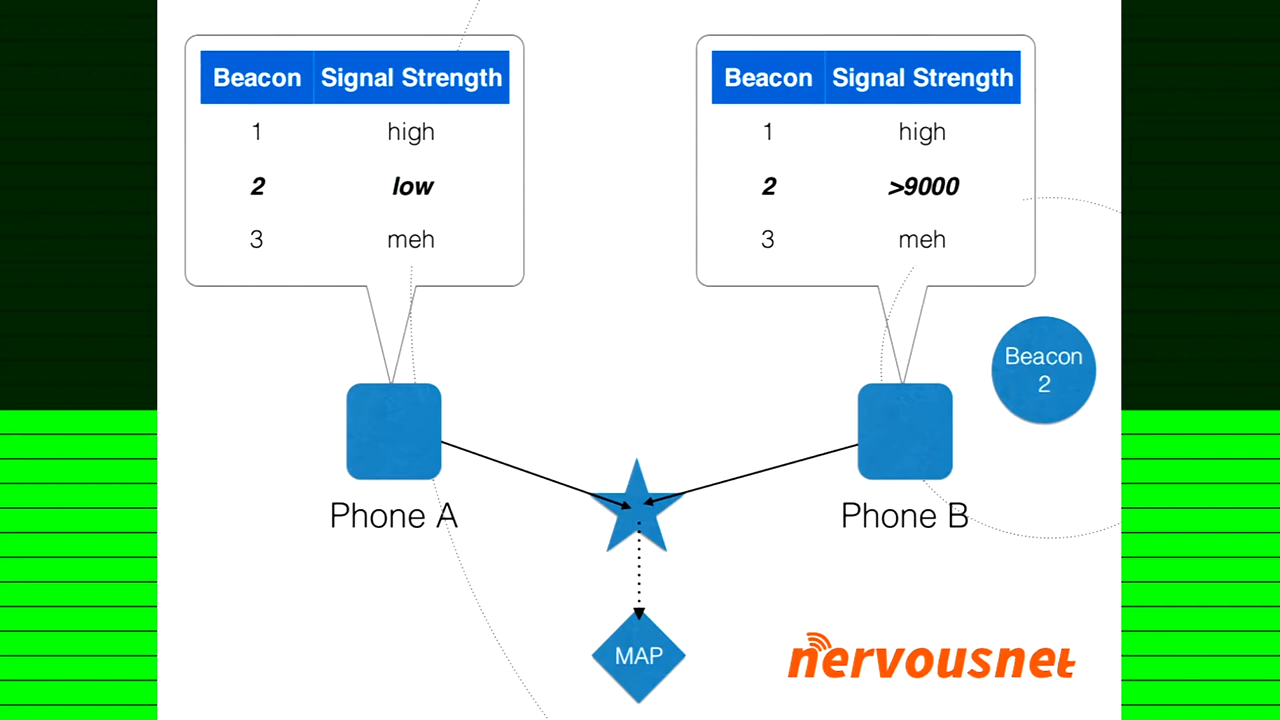 Beacon Signal Strength
1 high
2 low
3 meh
Beacon Signal Strength
1 high
2 >9000
3 meh
Beacon
2
Phone A
Phone B
MAP
nervousnet